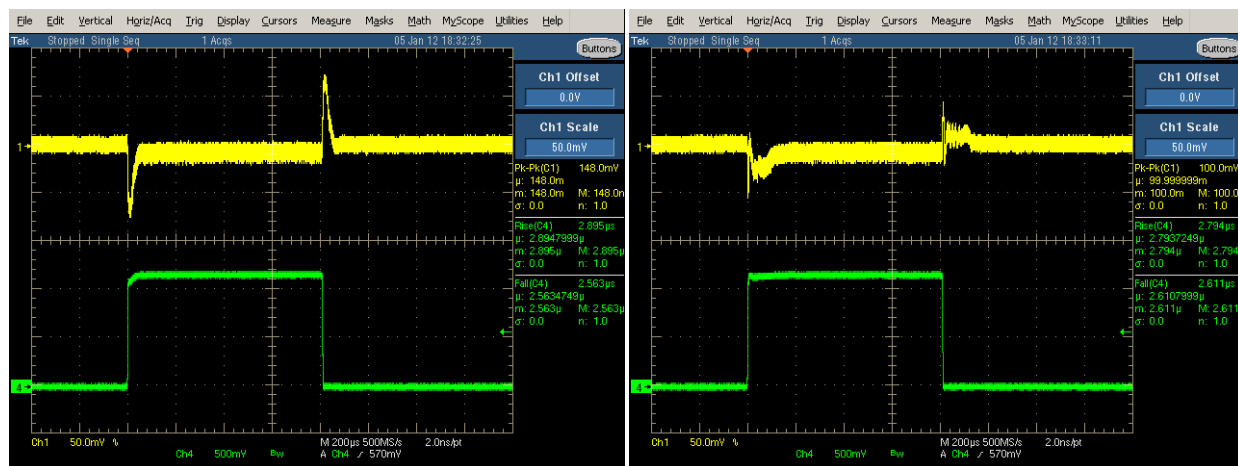 File Edit Vertical Horiz/Acq Trig Display Cursors Measure Masks Math MyScope Utilities Help
Tek Stopped Single Seq 1 Acqs 05 Jan 12 18:32:25
Buttons
Ch1 Offset
0.0V
Ch1 Scale
50.0mV
1
Pk-Pk(C1) 148.0mV
µ: 148.0m
m: 148.0m M: 148.0n
σ: 0.0 n: 1.0
Rise(C4) 2.895µs
µ: 2.8947999µ
m: 2.895µ M: 2.895µ
σ: 0.0 n: 1.0
Fall(C4) 2.563µs
µ: 2.5634749µ
m: 2.563µ M: 2.563µ
σ: 0.0 n: 1.0
4
Ch1 50.0mV M 200µs 500MS/s 2.0ns/pt
Ch4 500mV BW A Ch4 570mV
File Edit Vertical Horiz/Acq Trig Display Cursors Measure Masks Math MyScope Utilities Help
Tek Stopped Single Seq 1 Acqs 05 Jan 12 18:33:11
Buttons
Ch1 Offset
0.0V
Ch1 Scale
50.0mV
1
Pk-Pk(C1) 100.0mV
µ: 99.999999m
m: 100.0m M: 100.0
σ: 0.0 n: 1.0
Rise(C4) 2.794µs
µ: 2.7937249µ
m: 2.794µ M: 2.794
σ: 0.0 n: 1.0
Fall(C4) 2.611µs
µ: 2.6107999µ
m: 2.611µ M: 2.611
σ: 0.0 n: 1.0
4
Ch1 50.0mV M 200µs 500MS/s 2.0ns/pt
Ch4 500mV BW A Ch4 570mV